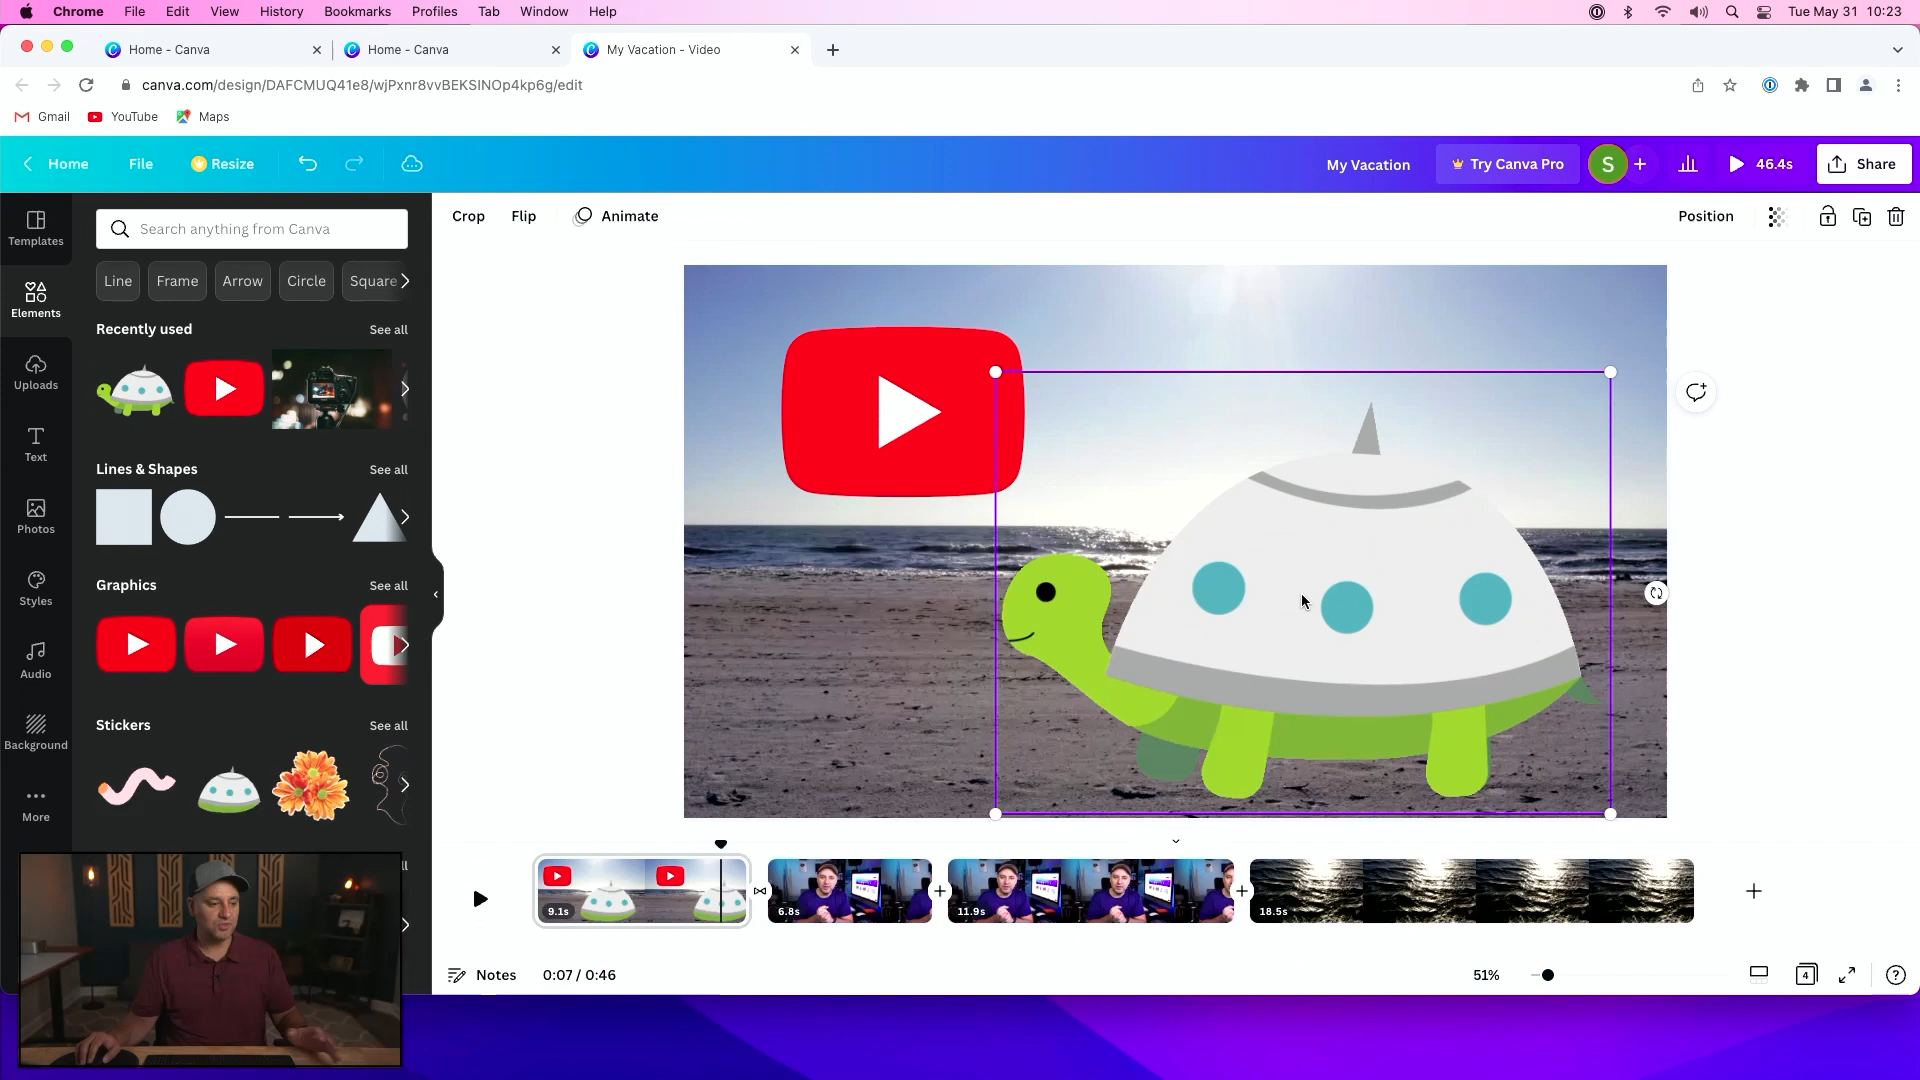 Chrome File Edit View History Bookmarks Profiles Tab Window Help Tue May 31 10:23
Home - Canva Home - Canva My Vacation - Video
canva.com/design/DAFCMUQ41e8/wjPxnr8vvBEKSINOp4kp6g/edit
Gmail YouTube Maps
Home File Resize My Vacation Try Canva Pro S 46.4s Share
Templates
Elements
Uploads
Text
Photos
Styles
Audio
Background
More
Search anything from Canva
Line Frame Arrow Circle Square
Recently used See all
Lines & Shapes See all
Graphics See all
Stickers See all
Crop Flip Animate Position
9.1s 6.8s 11.9s 18.5s
Notes 0:07 / 0:46 51% 4